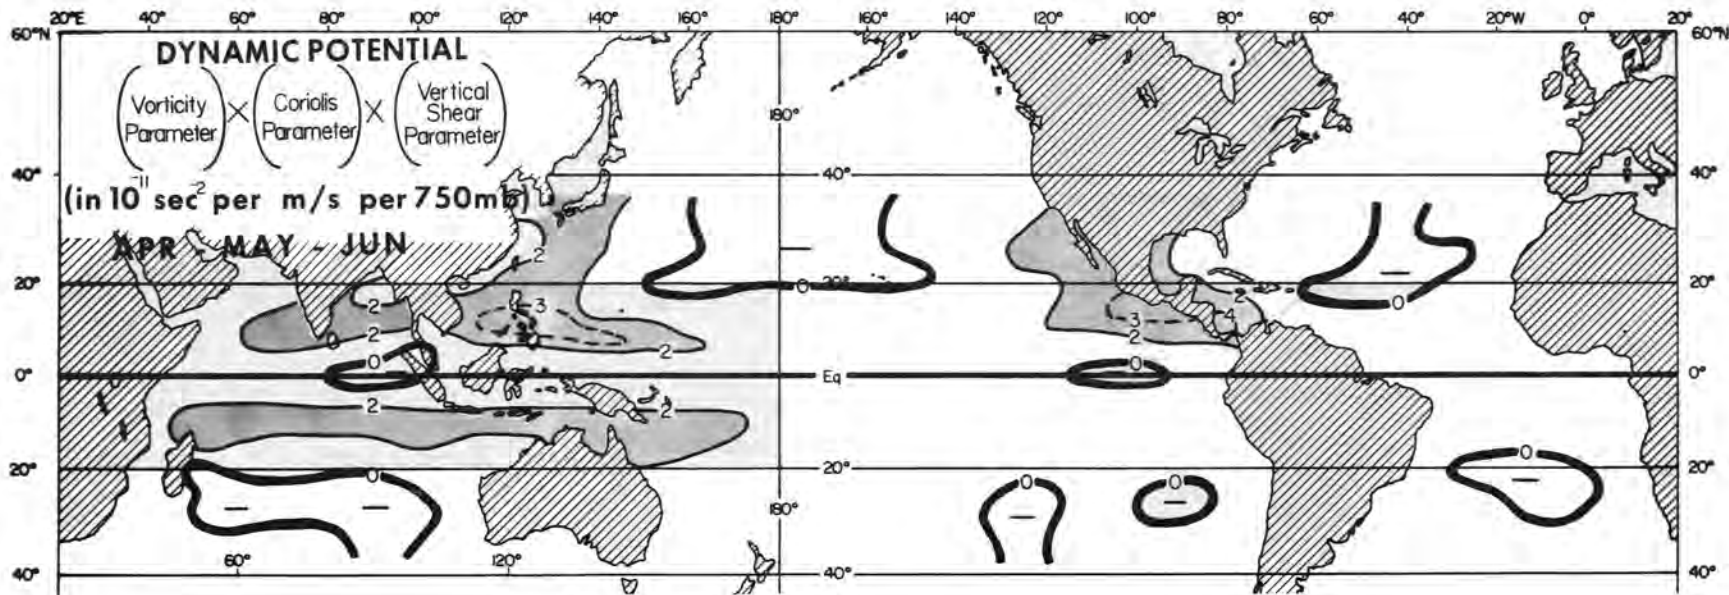 20°E 40° 60° 80° 100° 120° 140° 160° 160° 140° 120° 100° 80° 60° 40° 20°W 0° 20°
60°N 60°N
DYNAMIC POTENTIAL
(Vorticity Parameter) × (Coriolis Parameter) × (Vertical Shear Parameter)
180°
40° 40° 40°
(in 10⁻¹¹ sec⁻² per m/s per 750mb)
APR - MAY - JUN
2 —
20° 0 20° — 20°
2 3 2 0
2 3 4
2 0 2
0 0
0° Eq 0°
2 2
20° 0 20° 0 0 0 20°
— — 180° — — —
60° 120°
40° 40° 40°